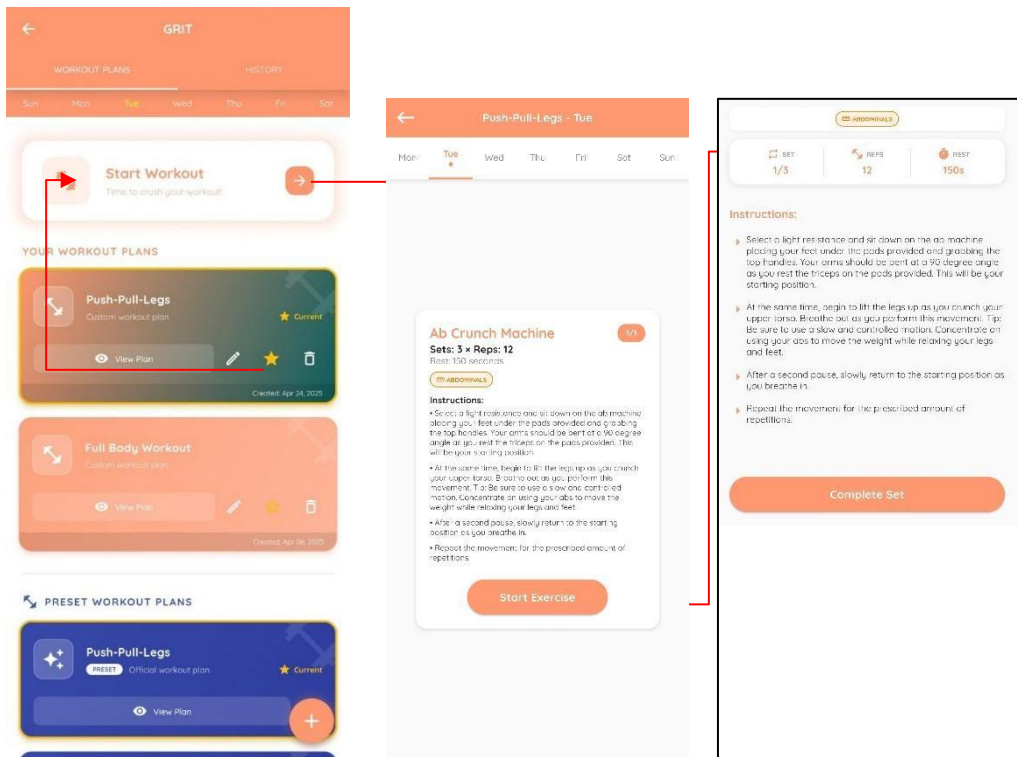 GRIT
WORKOUT PLANS
HISTORY
Sun Mon Tue Wed Thu Fri Sat
Start Workout
Time to crush your workout!
YOUR WORKOUT PLANS
Push-Pull-Legs
Custom workout plan
Current
View Plan
Created: Apr 24, 2025
Full Body Workout
Custom workout plan
View Plan
Created: Apr 06, 2025
PRESET WORKOUT PLANS
Push-Pull-Legs
PRESET Official workout plan
Current
View Plan
Push-Pull-Legs - Tue
Mon Tue Wed Thu Fri Sat Sun
Ab Crunch Machine
1/1
Sets: 3 × Reps: 12
Rest: 150 seconds
ABDOMINALS
Instructions:
• Select a light resistance and sit down on the ab machine
placing your feet under the pads provided and grabbing
the top handles. Your arms should be bent at a 90 degree
angle as you rest the triceps on the pads provided. This
will be your starting position.
• At the same time, begin to lift the legs up as you crunch
your upper torso. Breathe out as you perform this
movement. Tip: Be sure to use a slow and controlled
motion. Concentrate on using your abs to move the
weight while relaxing your legs and feet.
• After a second pause, slowly return to the starting
position as you breathe in.
• Repeat the movement for the prescribed amount of
repetitions.
Start Exercise
ABDOMINALS
SET REPS REST
1/3 12 150s
Instructions:
Select a light resistance and sit down on the ab machine
placing your feet under the pads provided and grabbing the
top handles. Your arms should be bent at a 90 degree angle
as you rest the triceps on the pads provided. This will be your
starting position.
At the same time, begin to lift the legs up as you crunch your
upper torso. Breathe out as you perform this movement. Tip:
Be sure to use a slow and controlled motion. Concentrate on
using your abs to move the weight while relaxing your legs
and feet.
After a second pause, slowly return to the starting position as
you breathe in.
Repeat the movement for the prescribed amount of
repetitions.
Complete Set